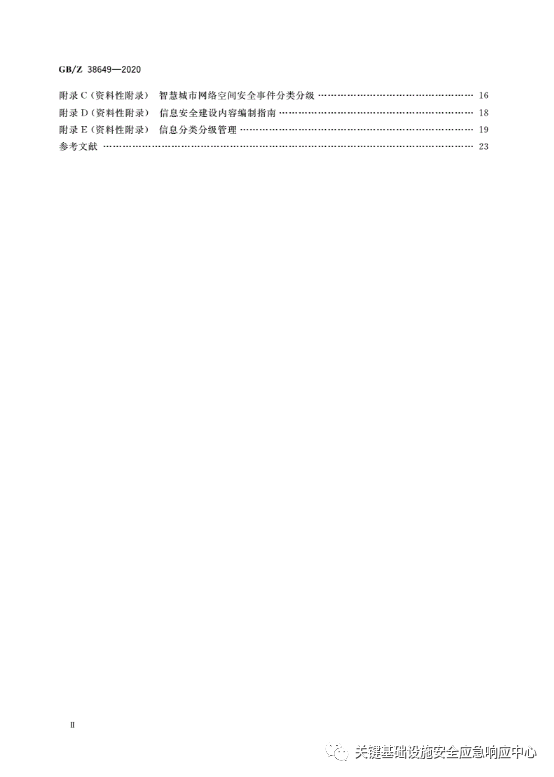 GB/Z 38649—2020
附录C(资料性附录) 智慧城市网络空间安全事件分类分级 …………………………………………… 16
附录D(资料性附录) 信息安全建设内容编制指南 ……………………………………………………… 18
附录E(资料性附录) 信息分类分级管理 ………………………………………………………………… 19
参考文献 ………………………………………………………………………………………………………… 23
Ⅱ
关键基础设施安全应急响应中心